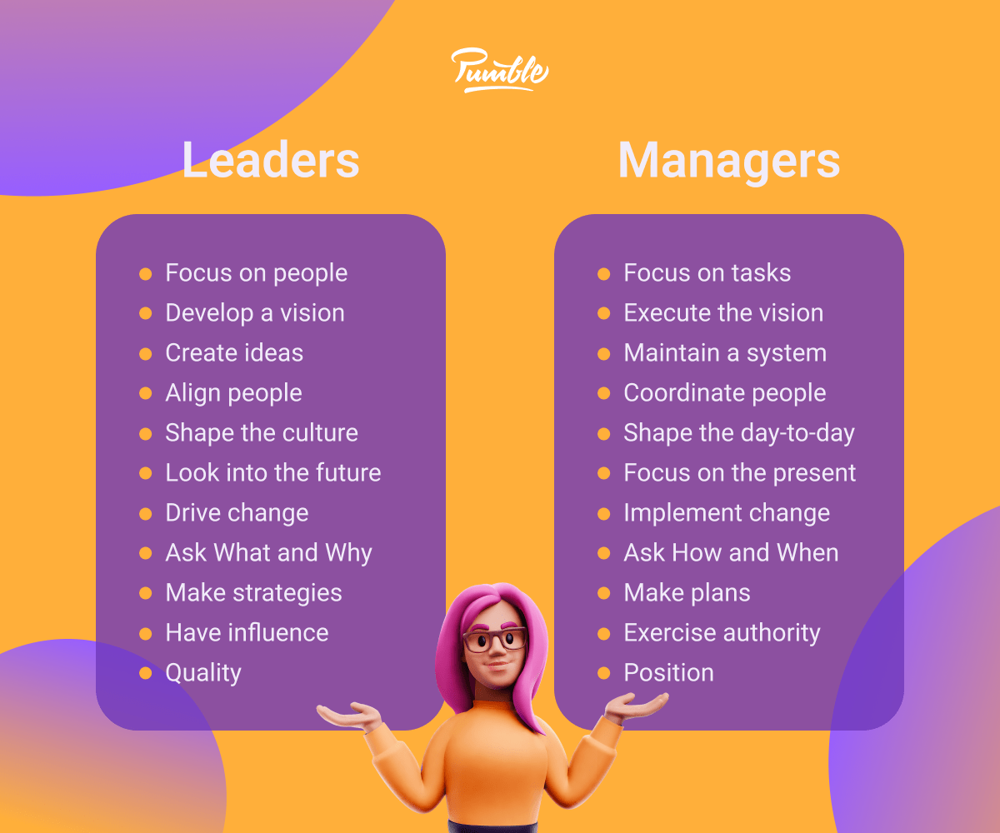 Pumble
Leaders
Focus on people
Develop a vision
Create ideas
Align people
Shape the culture
Look into the future
Drive change
Ask What and Why
Make strategies
Have influence
Quality
Managers
Focus on tasks
Execute the vision
Maintain a system
Coordinate people
Shape the day-to-day
Focus on the present
Implement change
Ask How and When
Make plans
Exercise authority
Position